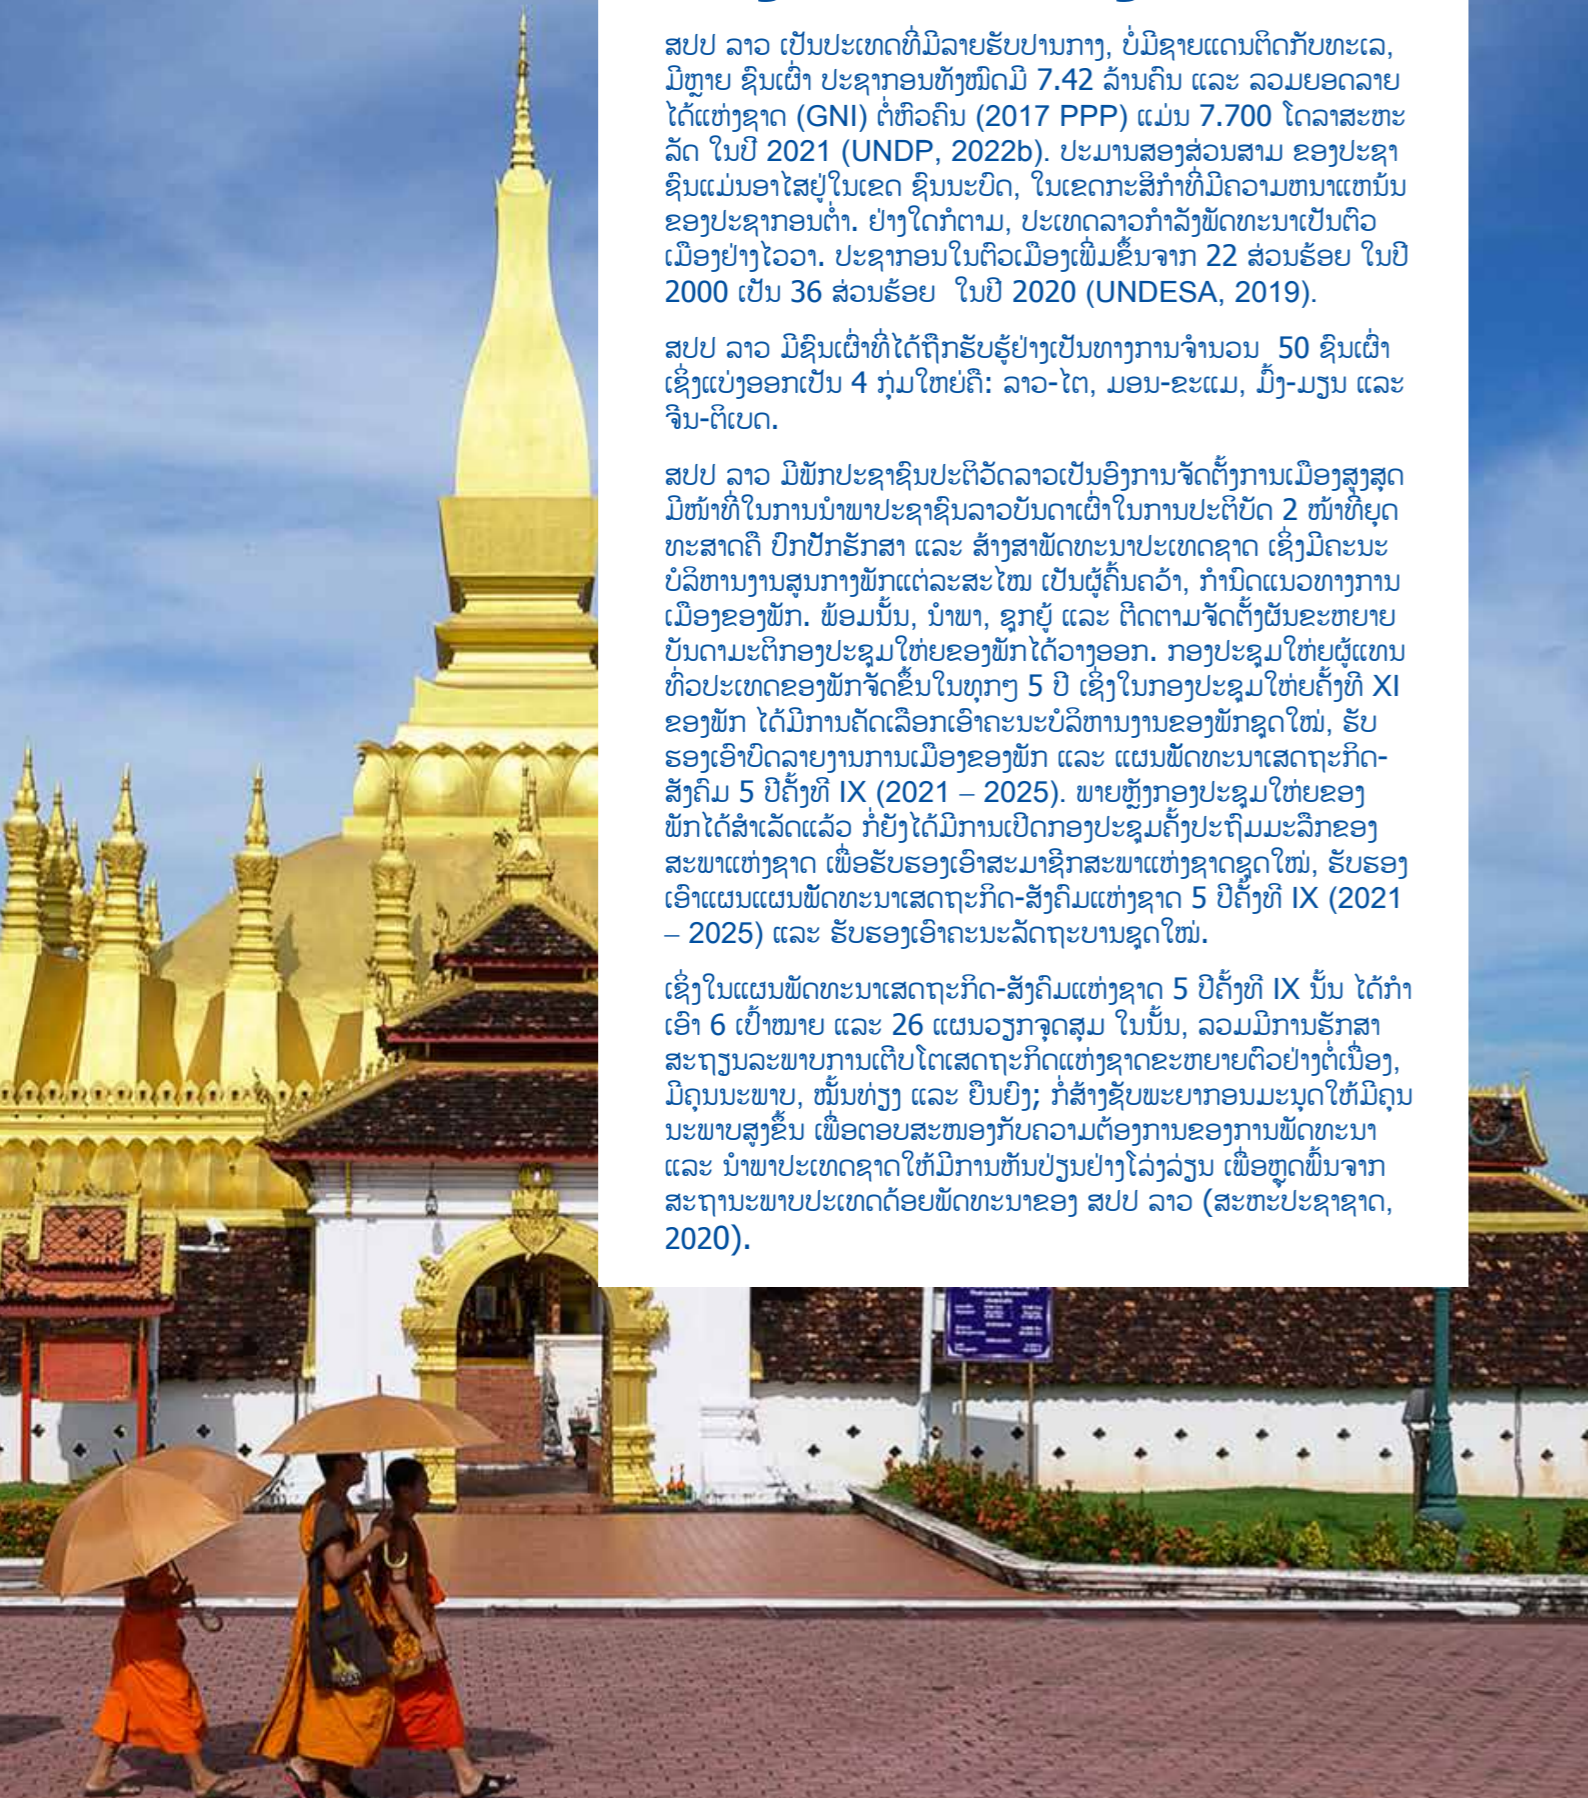 ສປປ ລາວ ເປັນປະເທດທີ່ມີລາຍຮັບປານກາງ, ບໍ່ມີຊາຍແດນຕິດກັບທະເລ,
ມີຫຼາຍ ຊົນເຜົ່າ ປະຊາກອນທັງໝົດມີ 7.42 ລ້ານຄົນ ແລະ ລວມຍອດລາຍ
ໄດ້ແຫ່ງຊາດ (GNI) ຕໍ່ຫົວຄົນ (2017 PPP) ແມ່ນ 7.700 ໂດລາສະຫະ
ລັດ ໃນປີ 2021 (UNDP, 2022b). ປະມານສອງສ່ວນສາມ ຂອງປະຊາ
ຊົນແມ່ນອາໄສຢູ່ໃນເຂດ ຊົນນະບົດ, ໃນເຂດກະສິກໍາທີ່ມີຄວາມຫນາແຫນ້ນ
ຂອງປະຊາກອນຕໍ່າ. ຢ່າງໃດກໍຕາມ, ປະເທດລາວກໍາລັງພັດທະນາເປັນຕົວ
ເມືອງຢ່າງໄວວາ. ປະຊາກອນໃນຕົວເມືອງເພີ່ມຂຶ້ນຈາກ 22 ສ່ວນຮ້ອຍ ໃນປີ
2000 ເປັນ 36 ສ່ວນຮ້ອຍ ໃນປີ 2020 (UNDESA, 2019).
ສປປ ລາວ ມີຊົນເຜົ່າທີ່ໄດ້ຖືກຮັບຮູ້ຢ່າງເປັນທາງການຈໍານວນ 50 ຊົນເຜົ່າ
ເຊິ່ງແບ່ງອອກເປັນ 4 ກຸ່ມໃຫຍ່ຄື: ລາວ-ໄຕ, ມອນ-ຂະແມ, ມົ້ງ-ມຽນ ແລະ
ຈີນ-ຕິເບດ.
ສປປ ລາວ ມີພັກປະຊາຊົນປະຕິວັດລາວເປັນອົງການຈັດຕັ້ງການເມືອງສູງສຸດ
ມີໜ້າທີ່ໃນການນໍາພາປະຊາຊົນລາວບັນດາເຜົ່າໃນການປະຕິບັດ 2 ໜ້າທີ່ຍຸດ
ທະສາດຄື ປົກປັກຮັກສາ ແລະ ສ້າງສາພັດທະນາປະເທດຊາດ ເຊິ່ງມີຄະນະ
ບໍລິຫານງານສູນກາງພັກແຕ່ລະສະໄໝ ເປັນຜູ້ຄົ້ນຄວ້າ, ກໍານົດແນວທາງການ
ເມືອງຂອງພັກ. ພ້ອມນັ້ນ, ນໍາພາ, ຊຸກຍູ້ ແລະ ຕິດຕາມຈັດຕັ້ງຜັນຂະຫຍາຍ
ບັນດາມະຕິກອງປະຊຸມໃຫ່ຍຂອງພັກໄດ້ວາງອອກ. ກອງປະຊຸມໃຫ່ຍຜູ້ແທນ
ທົ່ວປະເທດຂອງພັກຈັດຂຶ້ນໃນທຸກໆ 5 ປີ ເຊິ່ງໃນກອງປະຊຸມໃຫ່ຍຄັ້ງທີ XI
ຂອງພັກ ໄດ້ມີການຄັດເລືອກເອົາຄະນະບໍລິຫານງານຂອງພັກຊຸດໃໝ່, ຮັບ
ຮອງເອົາບົດລາຍງານການເມືອງຂອງພັກ ແລະ ແຜນພັດທະນາເສດຖະກິດ-
ສັງຄົມ 5 ປີຄັ້ງທີ IX (2021 – 2025). ພາຍຫຼັງກອງປະຊຸມໃຫ່ຍຂອງ
ພັກໄດ້ສໍາເລັດແລ້ວ ກໍ່ຍັງໄດ້ມີການເປີດກອງປະຊຸມຄັ້ງປະຖົມມະລຶກຂອງ
ສະພາແຫ່ງຊາດ ເພື່ອຮັບຮອງເອົາສະມາຊີກສະພາແຫ່ງຊາດຊຸດໃໝ່, ຮັບຮອງ
ເອົາແຜນແຜນພັດທະນາເສດຖະກິດ-ສັງຄົມແຫ່ງຊາດ 5 ປີຄັ້ງທີ IX (2021
– 2025) ແລະ ຮັບຮອງເອົາຄະນະລັດຖະບານຊຸດໃໝ່.
ເຊິ່ງໃນແຜນພັດທະນາເສດຖະກິດ-ສັງຄົມແຫ່ງຊາດ 5 ປີຄັ້ງທີ IX ນັ້ນ ໄດ້ກໍາ
ເອົາ 6 ເປົ້າໝາຍ ແລະ 26 ແຜນວຽກຈຸດສຸມ ໃນນັ້ນ, ລວມມີການຮັກສາ
ສະຖຽນລະພາບການເຕີບໂຕເສດຖະກິດແຫ່ງຊາດຂະຫຍາຍຕົວຢ່າງຕໍ່ເນື່ອງ,
ມີຄຸນນະພາບ, ໝັ້ນທ່ຽງ ແລະ ຍືນຍົງ; ກໍ່ສ້າງຊັບພະຍາກອນມະນຸດໃຫ້ມີຄຸນ
ນະພາບສູງຂຶ້ນ ເພື່ອຕອບສະໜອງກັບຄວາມຕ້ອງການຂອງການພັດທະນາ
ແລະ ນໍາພາປະເທດຊາດໃຫ້ມີການຫັນປ່ຽນຢ່າງໂລ່ງລ່ຽນ ເພື່ອຫຼຸດພົ້ນຈາກ
ສະຖານະພາບປະເທດດ້ອຍພັດທະນາຂອງ ສປປ ລາວ (ສະຫະປະຊາຊາດ,
2020).